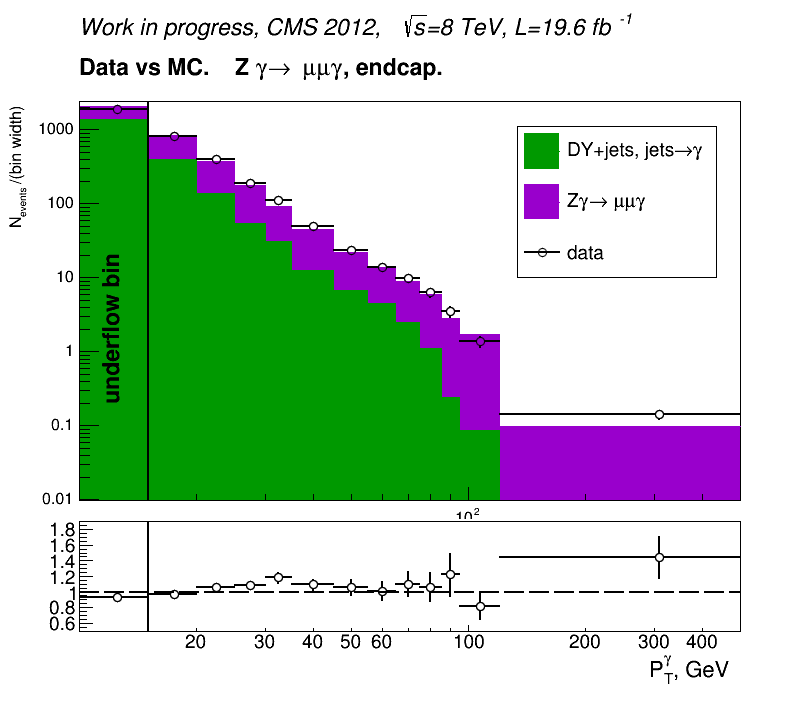 Work in progress, CMS 2012, √s=8 TeV, L=19.6 fb -1
Data vs MC. Z γ→ μμγ, endcap.
N events /(bin width)
1000
100
10
1
0.1
0.01
underflow bin
DY+jets, jets→γ
Zγ→ μμγ
data
10²
1.8
1.6
1.4
1.2
1
0.8
0.6
20 30 40 50 60 100 200 300 400
P_T^γ, GeV